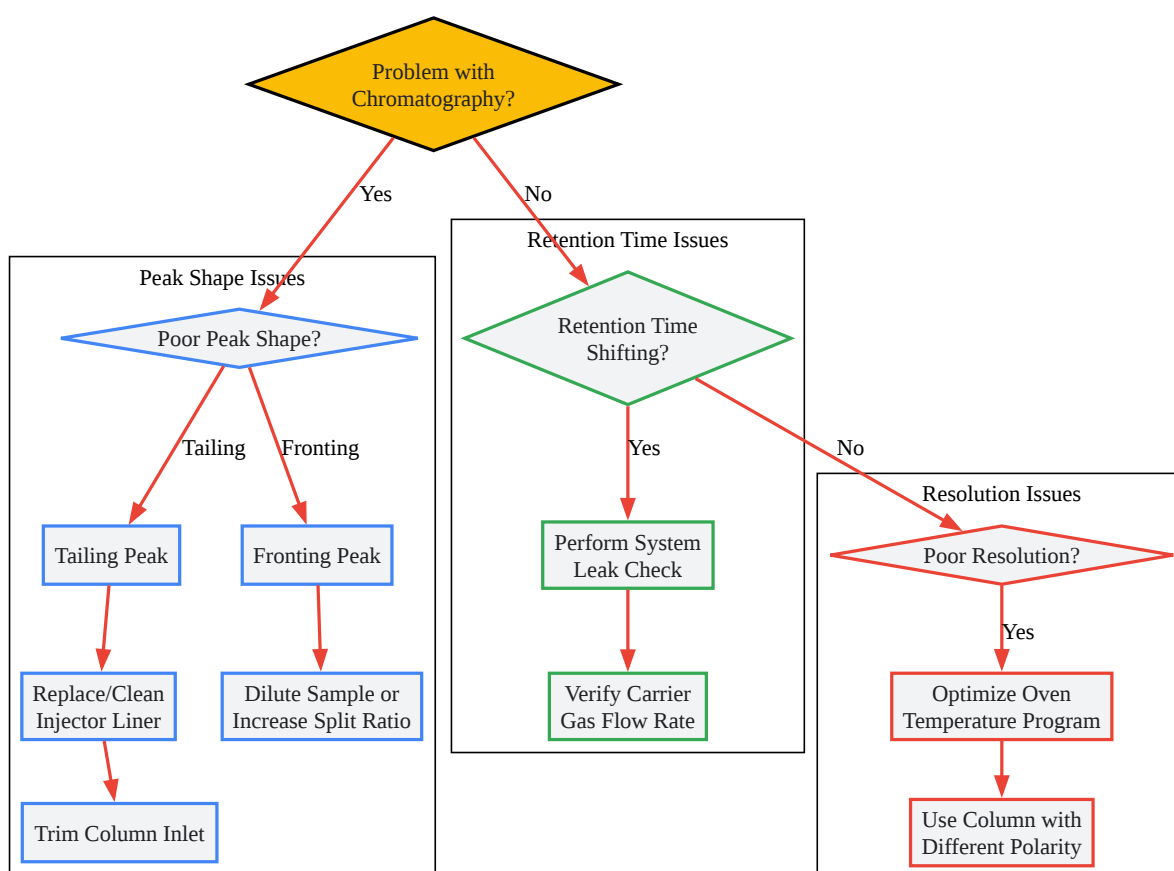 Problem with
Chromatography?
Yes
No
Retention Time Issues
Peak Shape Issues
Poor Peak Shape?
Retention Time
Shifting?
Tailing
Fronting
Yes
No
Resolution Issues
Tailing Peak
Fronting Peak
Perform System
Leak Check
Poor Resolution?
Yes
Replace/Clean
Injector Liner
Dilute Sample or
Increase Split Ratio
Verify Carrier
Gas Flow Rate
Optimize Oven
Temperature Program
Trim Column Inlet
Use Column with
Different Polarity